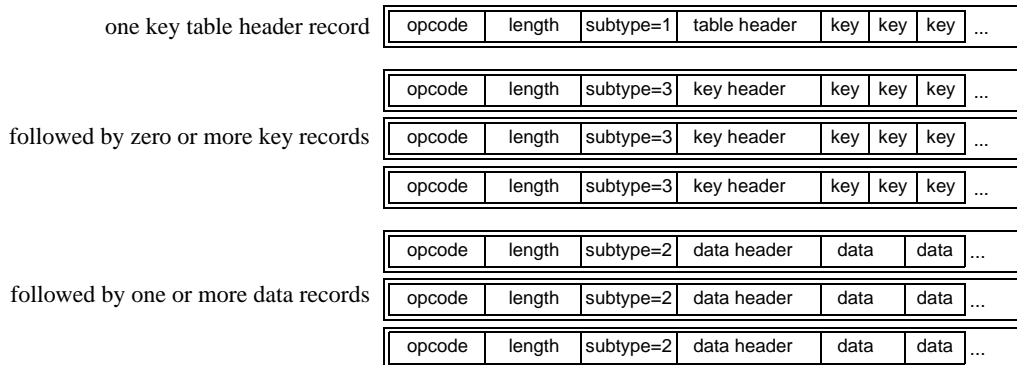 one key table header record opcode length subtype=1 table header key key key ...
opcode length subtype=3 key header key key key ...
followed by zero or more key records opcode length subtype=3 key header key key key ...
opcode length subtype=3 key header key key key ...
opcode length subtype=2 data header data data ...
followed by one or more data records opcode length subtype=2 data header data data ...
opcode length subtype=2 data header data data ...